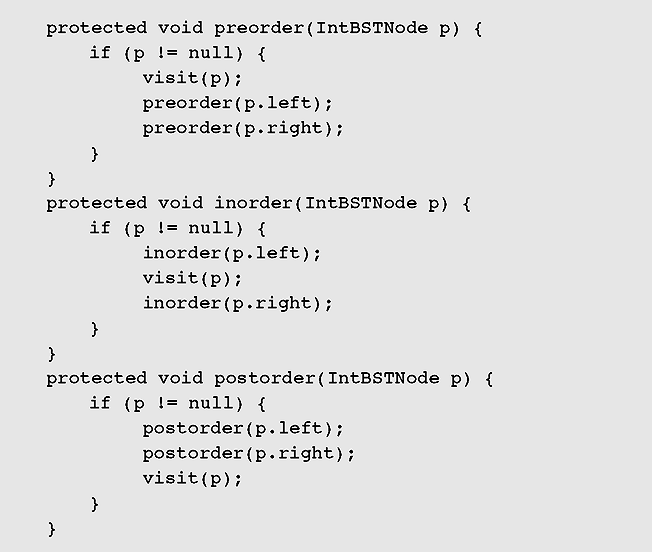 protected void preorder(IntBSTNode p) {
    if (p != null) {
        visit(p);
        preorder(p.left);
        preorder(p.right);
    }
}
protected void inorder(IntBSTNode p) {
    if (p != null) {
        inorder(p.left);
        visit(p);
        inorder(p.right);
    }
}
protected void postorder(IntBSTNode p) {
    if (p != null) {
        postorder(p.left);
        postorder(p.right);
        visit(p);
    }
}